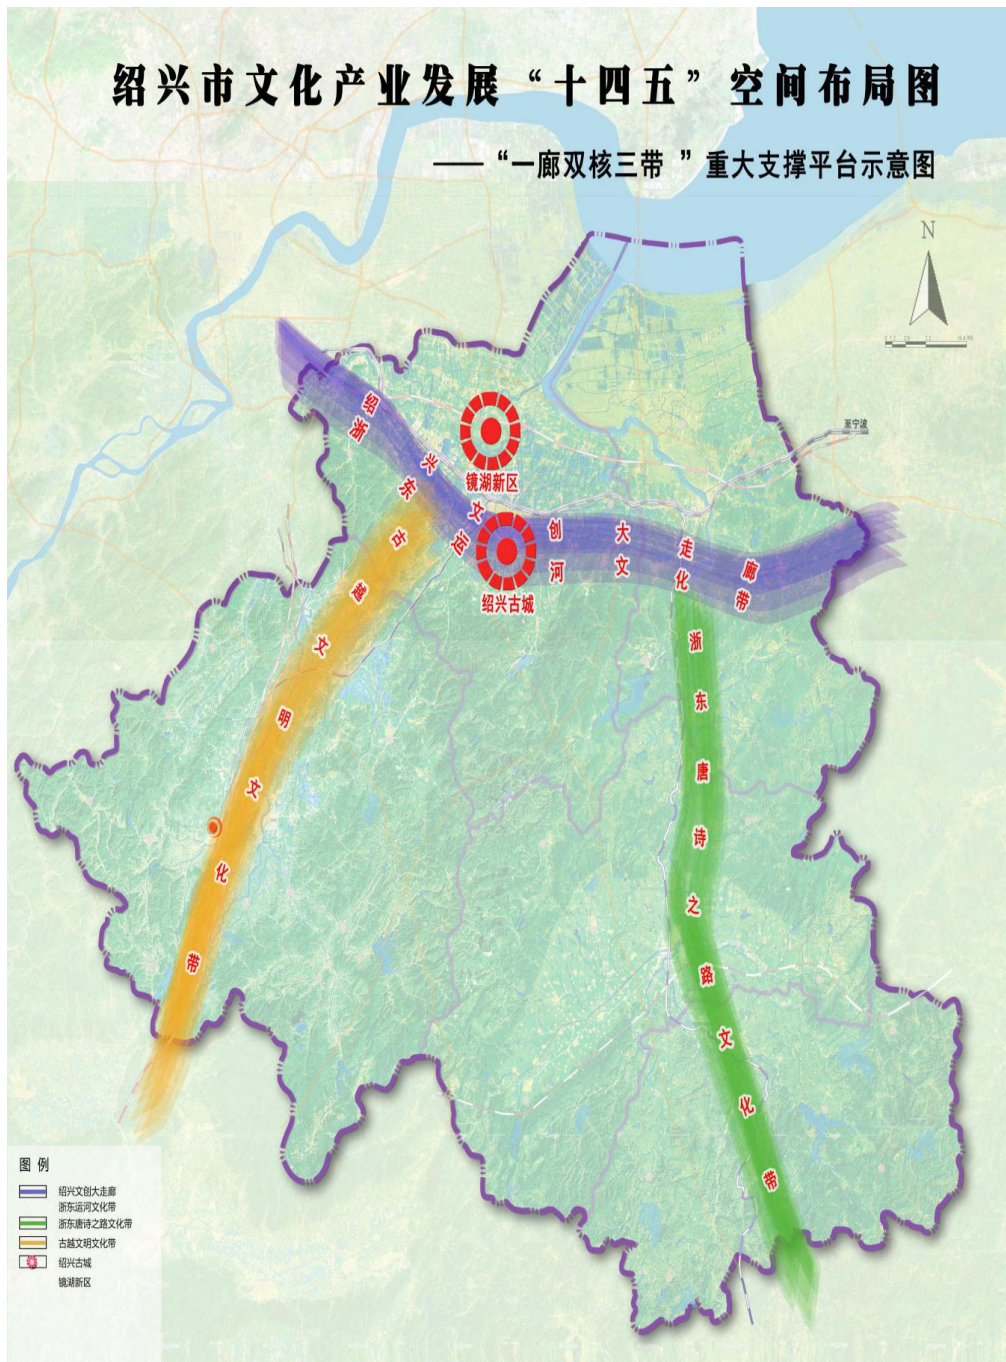 绍兴市文化产业发展“十四五”空间布局图
——“一廊双核三带 ”重大支撑平台示意图
N
至宁波
镜湖新区
绍兴文创大走廊
浙东运河文化带
绍兴古城
古越文明文化带
浙东唐诗之路文化带
图 例
绍兴文创大走廊
浙东运河文化带
浙东唐诗之路文化带
古越文明文化带
绍兴古城
镜湖新区